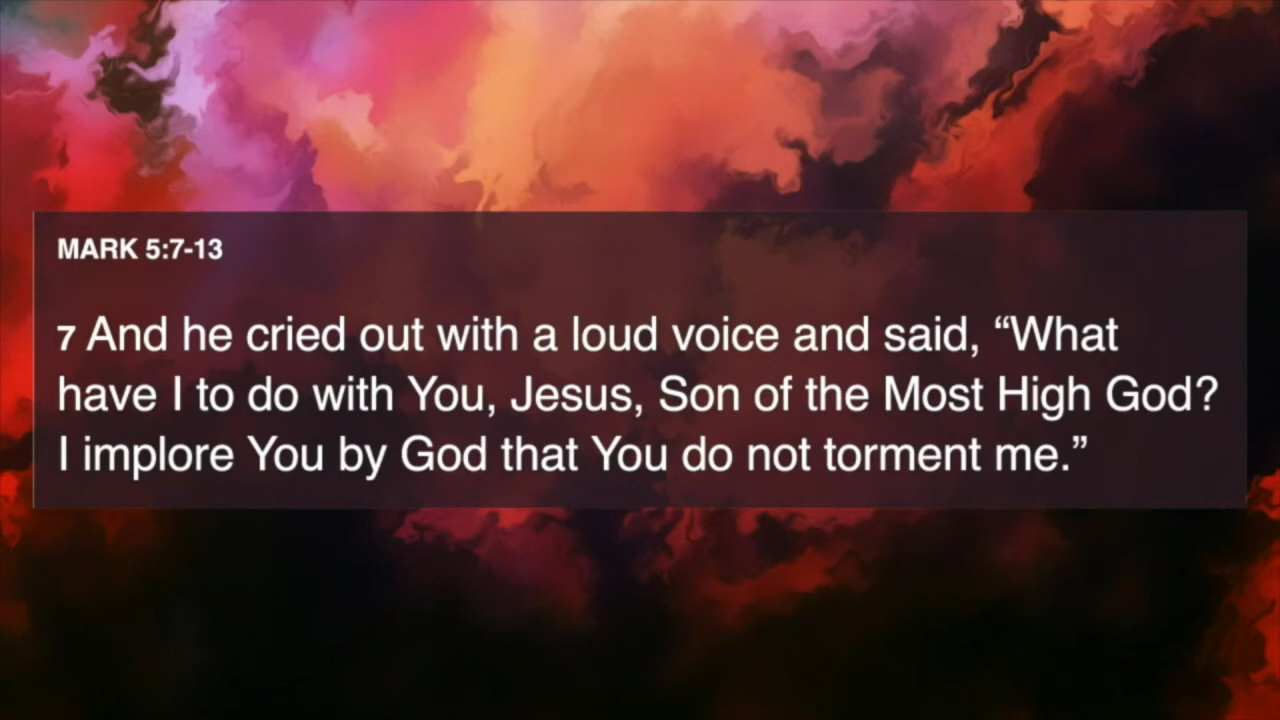 MARK 5:7-13
7 And he cried out with a loud voice and said, “What
have I to do with You, Jesus, Son of the Most High God?
I implore You by God that You do not torment me.”